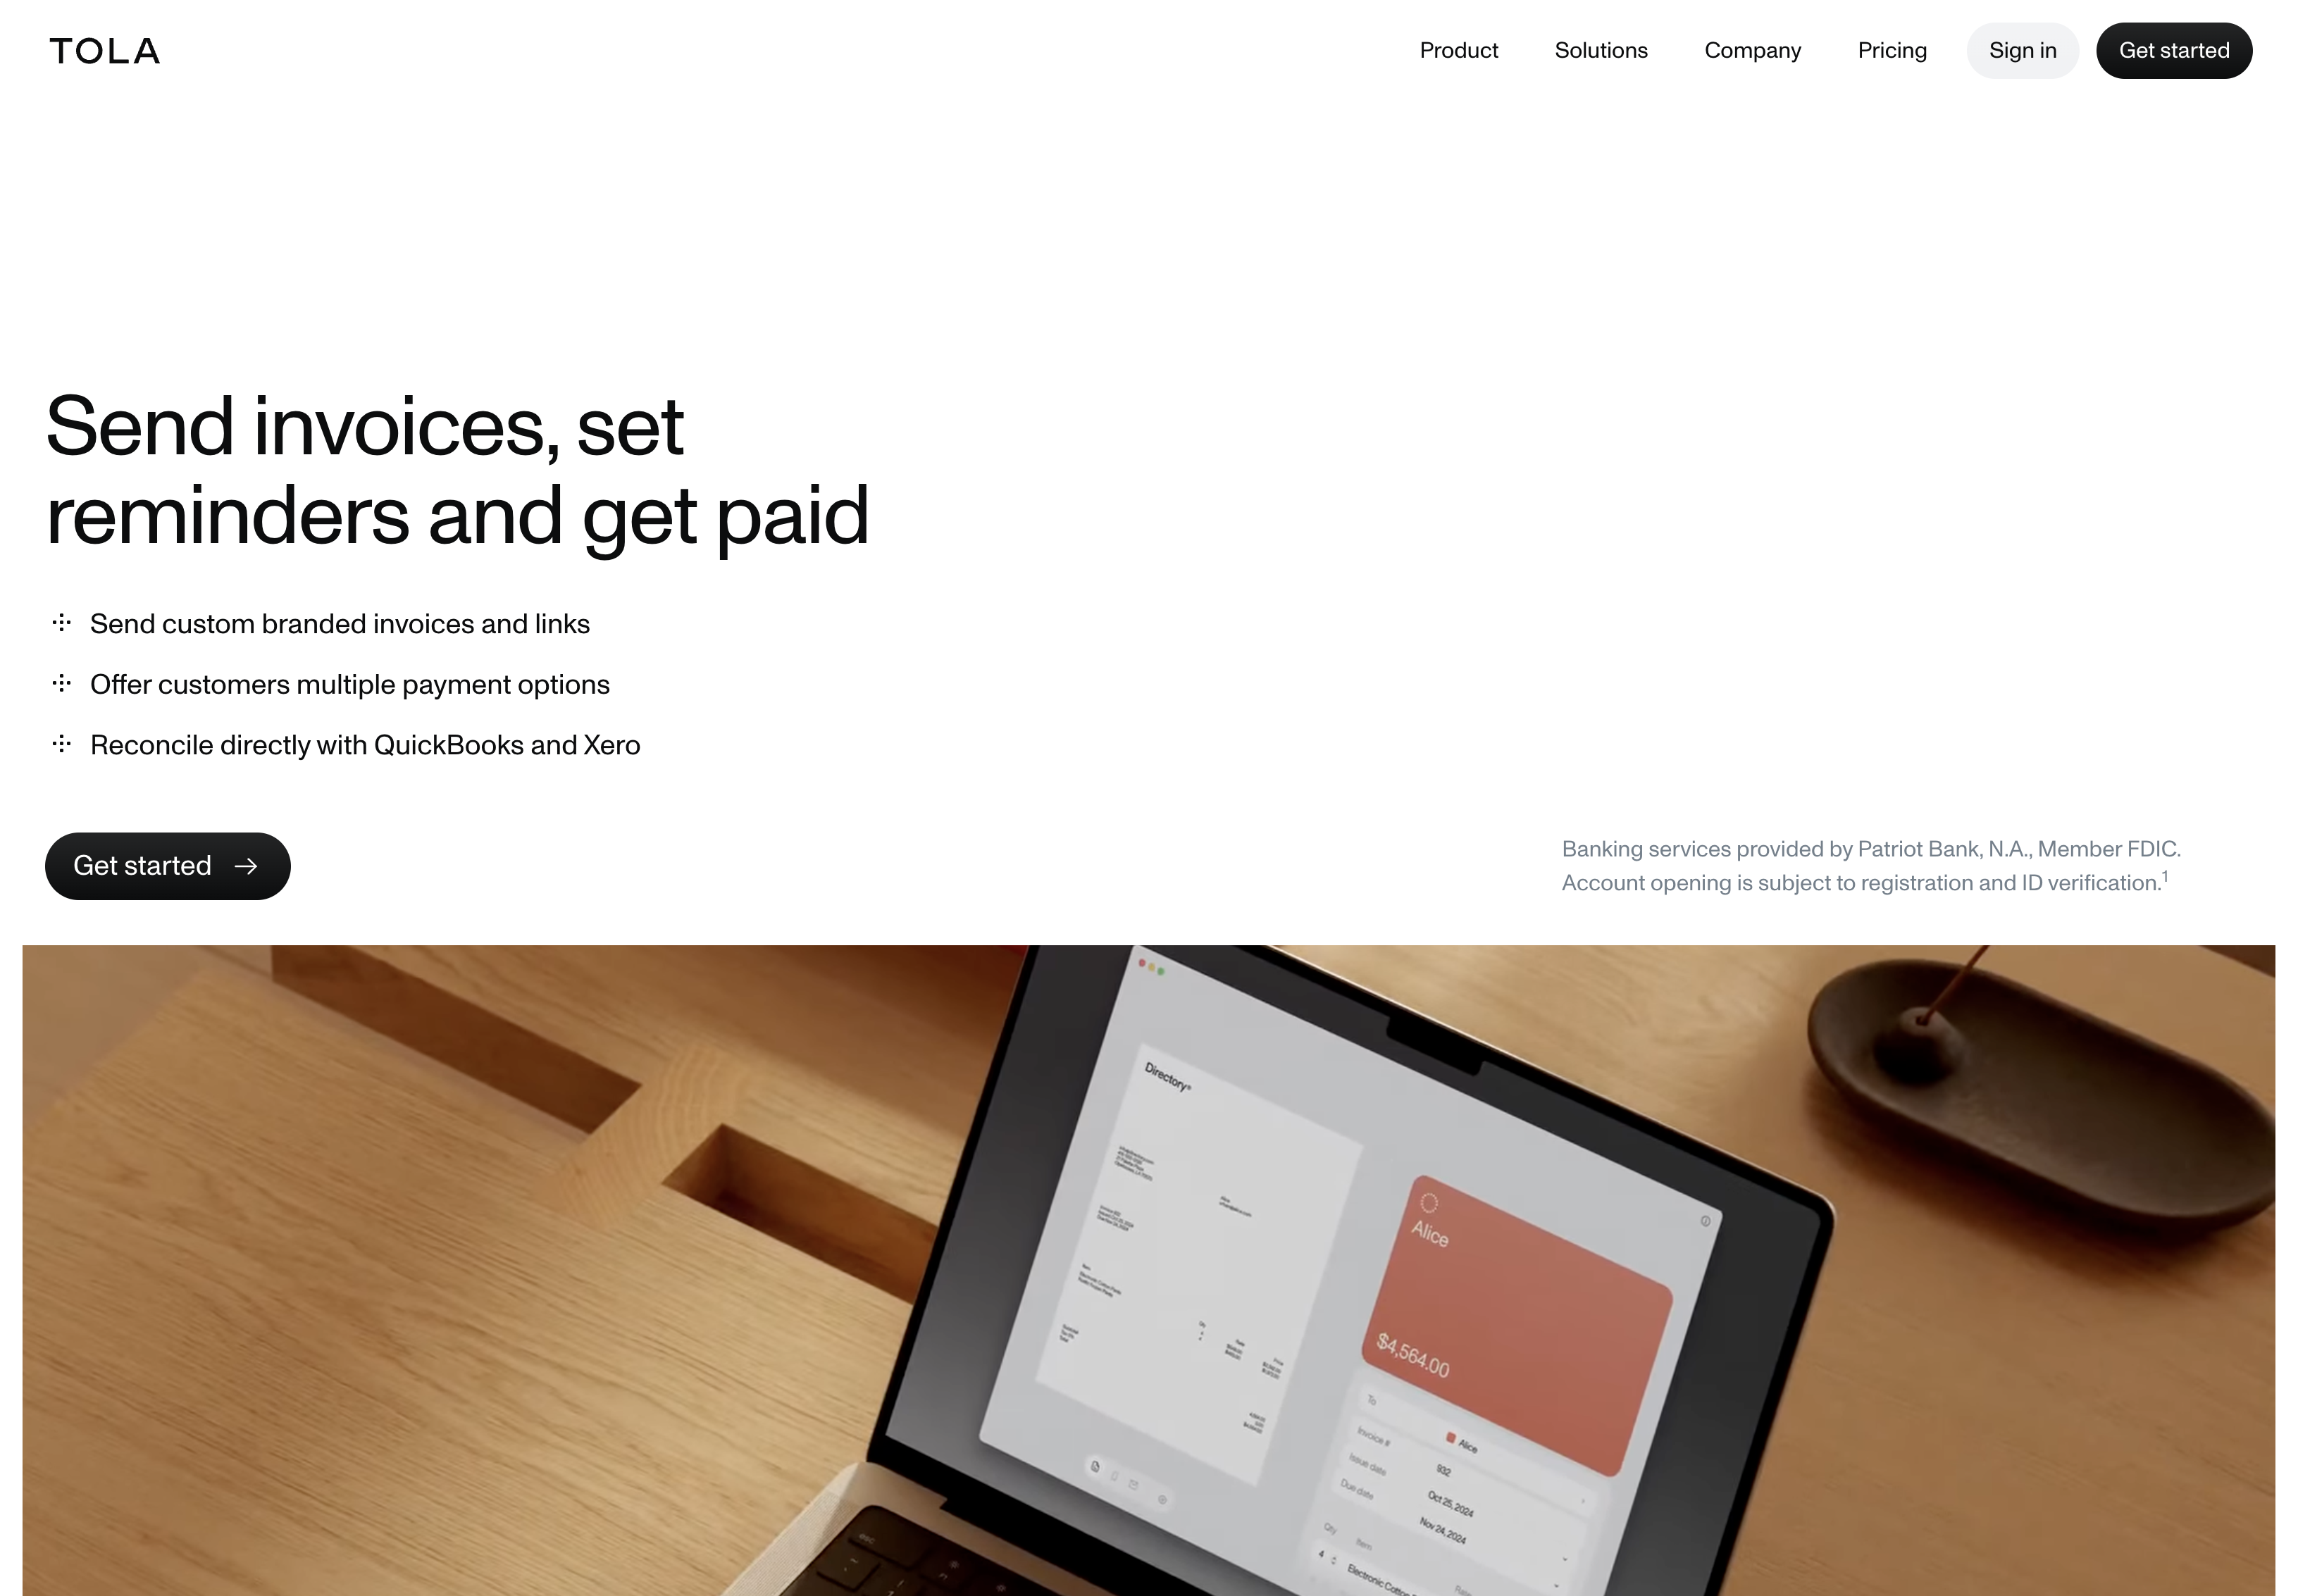 TOLA
Product
Solutions
Company
Pricing
Sign in
Get started
Send invoices, set
reminders and get paid
Send custom branded invoices and links
Offer customers multiple payment options
Reconcile directly with QuickBooks and Xero
Get started
Banking services provided by Patriot Bank, N.A., Member FDIC.
Account opening is subject to registration and ID verification.1
Directory®
Alice
$4,564.00
To
Alice
Invoice #
932
Issue date
Oct 25, 2024
Due date
Nov 24, 2024
Qty
Item
4
esc